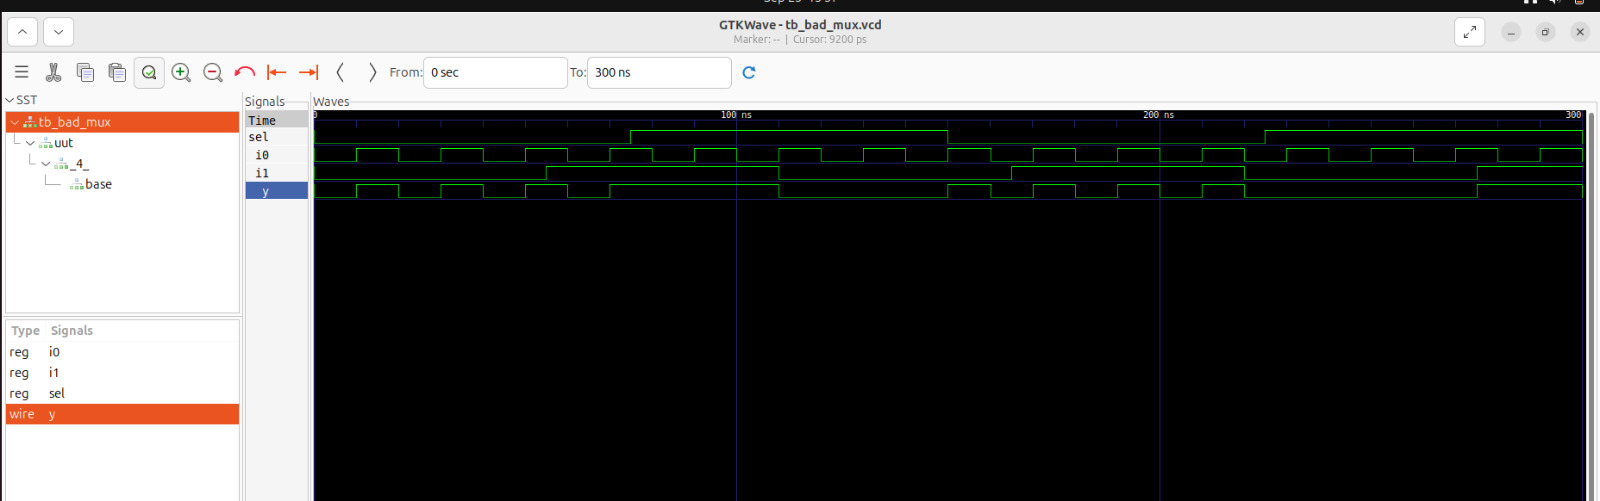 GTKWave - tb_bad_mux.vcd
Marker: -- | Cursor: 9200 ps
From: 0 sec To: 300 ns
SST
tb_bad_mux
uut
_4_
base
Type Signals
reg i0
reg i1
reg sel
wire y
Signals
Time
sel
i0
i1
y
Waves
0 100 ns 200 ns 300